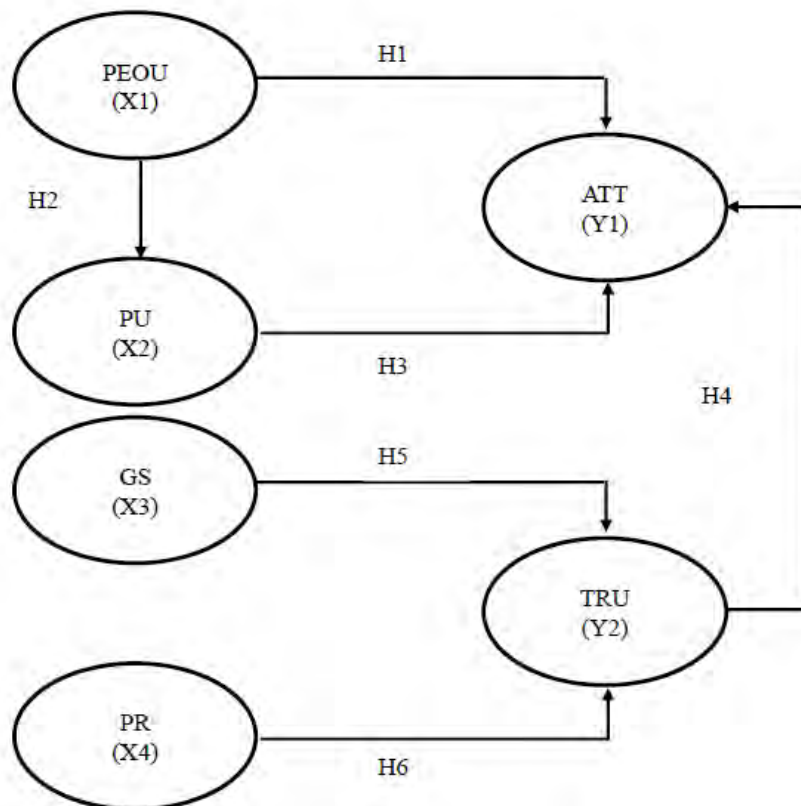 H1
PEOU
(X1)
ATT
(Y1)
H2
PU
(X2)
H3
H4
H5
GS
(X3)
TRU
(Y2)
PR
(X4)
H6